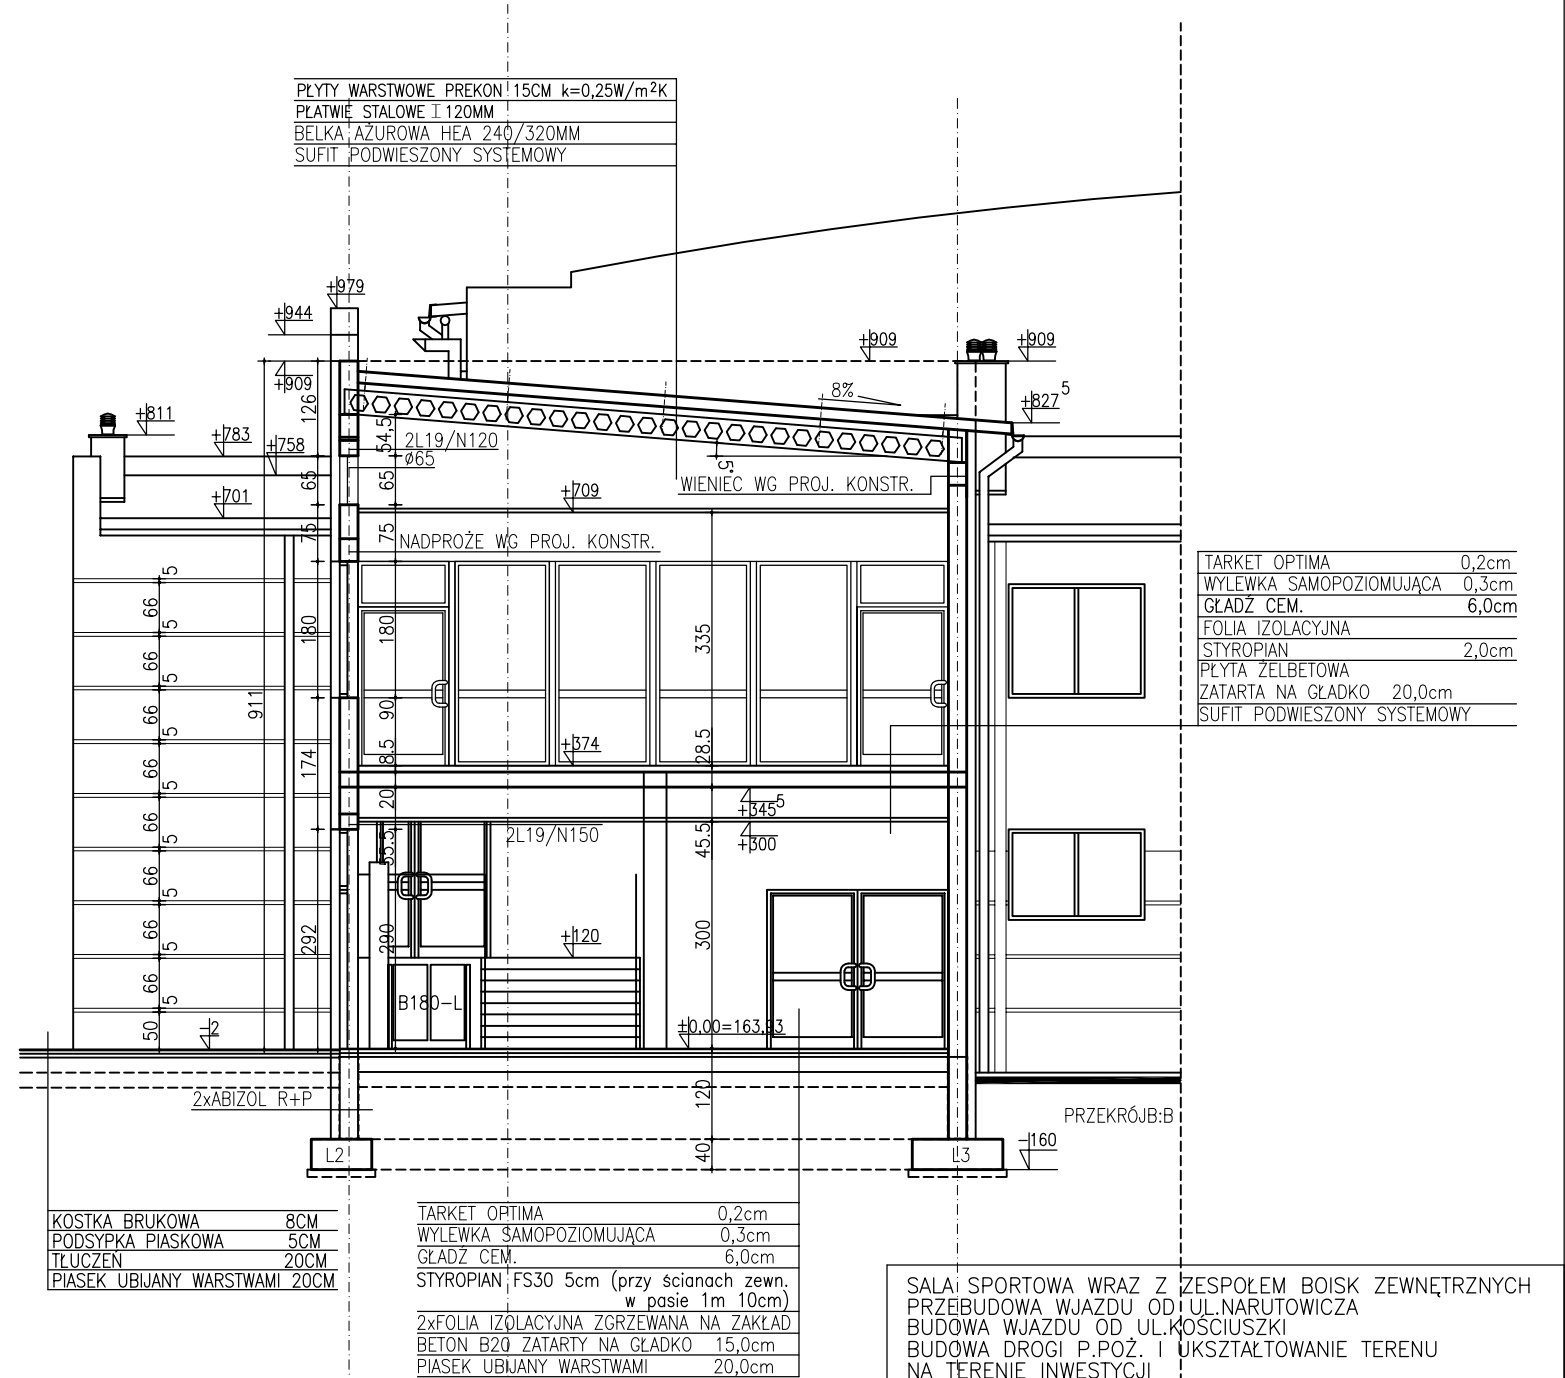 PŁYTY WARSTWOWE PREKON 15CM k=0,25W/m²K
PŁATWIE STALOWE I 120MM
BELKA AŻUROWA HEA 240/320MM
SUFIT PODWIESZONY SYSTEMOWY
+979
+944
+909
+909
+909
+827⁵
8%
+811
+783
+758
+701
126
54,5
2L19/N120
ø65
5°
65
65
WIENIEC WG PROJ. KONSTR.
+709
75
75
NADPROŻE WG PROJ. KONSTR.
TARKET OPTIMA 0,2cm
WYLEWKA SAMOPOZIOMUJĄCA 0,3cm
GŁADŹ CEM. 6,0cm
FOLIA IZOLACYJNA
STYROPIAN 2,0cm
PŁYTA ŻELBETOWA
ZATARTA NA GŁADKO 20,0cm
SUFIT PODWIESZONY SYSTEMOWY
5
66
5
66
5
66
5
66
5
66
5
66
5
66
5
66
5
50
911
180
180
335
90
174
8.5
28.5
+374
20
+345⁵
2L19/N150
45.5
+300
292
290
300
+120
B180-L
-2
±0,00=163,93
2xABIZOL R+P
120
PRZEKRÓJB:B
40
-160
L2
L3
KOSTKA BRUKOWA 8CM
PODSYPKA PIASKOWA 5CM
TŁUCZEŃ 20CM
PIASEK UBIJANY WARSTWAMI 20CM
TARKET OPTIMA 0,2cm
WYLEWKA SAMOPOZIOMUJĄCA 0,3cm
GŁADŹ CEM. 6,0cm
STYROPIAN FS30 5cm (przy ścianach zewn.
w pasie 1m 10cm)
2xFOLIA IZOLACYJNA ZGRZEWANA NA ZAKŁAD
BETON B20 ZATARTY NA GŁADKO 15,0cm
PIASEK UBIJANY WARSTWAMI 20,0cm
SALA SPORTOWA WRAZ Z ZESPOŁEM BOISK ZEWNĘTRZNYCH
PRZEBUDOWA WJAZDU OD UL.NARUTOWICZA
BUDOWA WJAZDU OD UL.KOŚCIUSZKI
BUDOWA DROGI P.POŻ. I UKSZTAŁTOWANIE TERENU
NA TERENIE INWESTYCJI